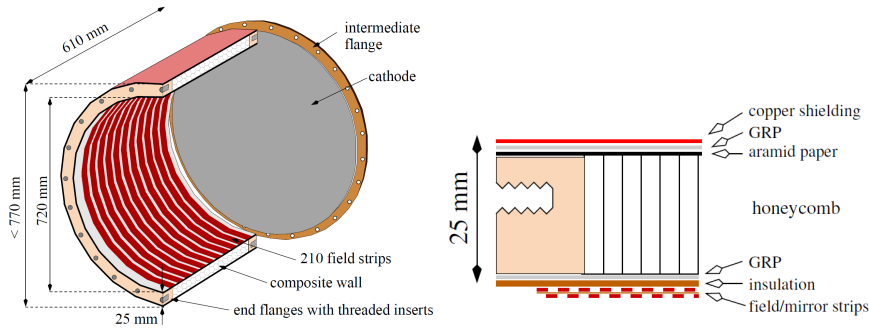 610 mm
intermediate
flange
cathode
< 770 mm
720 mm
210 field strips
composite wall
end flanges with threaded inserts
25 mm
copper shielding
GRP
aramid paper
25 mm
honeycomb
GRP
insulation
field/mirror strips